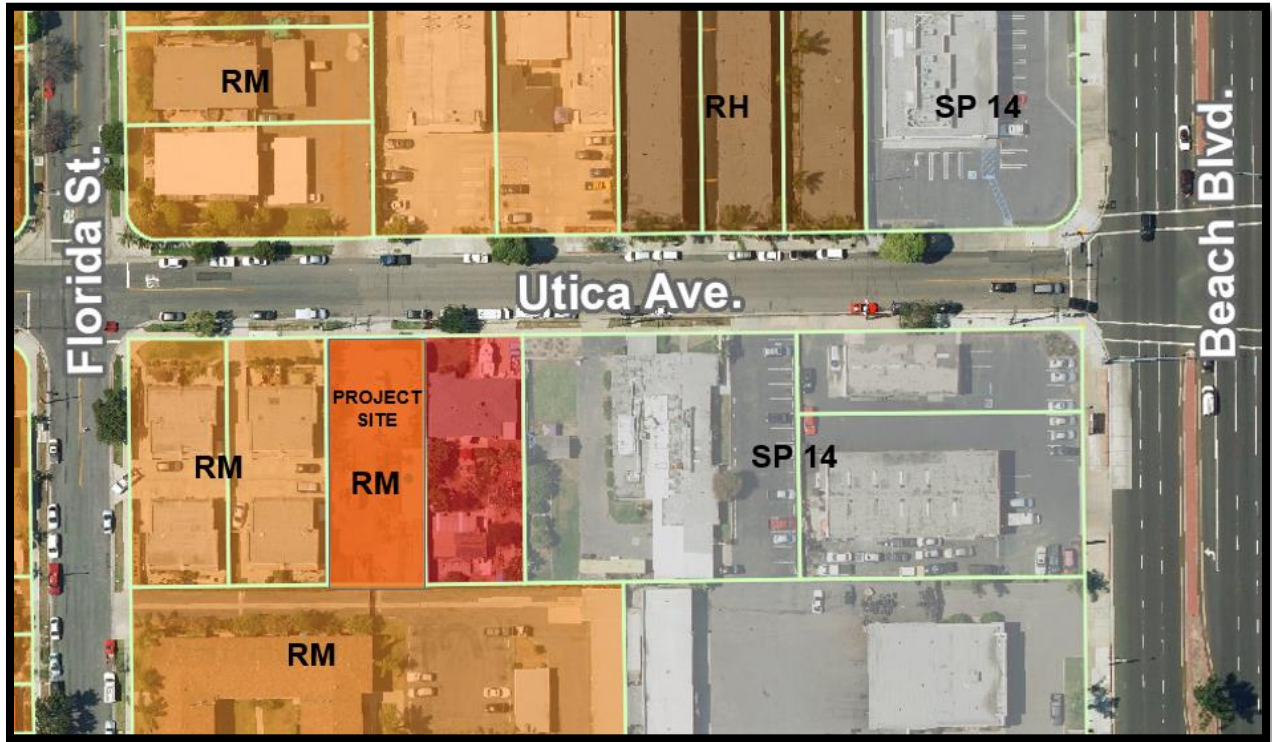 RM
RH
SP 14
Florida St.
Utica Ave.
Beach Blvd.
PROJECT
SITE
RM
RM
SP 14
RM